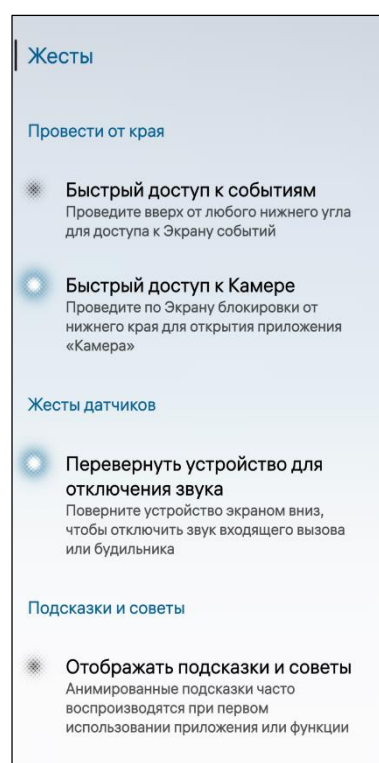 Жесты
Провести от края
Быстрый доступ к событиям
Проведите вверх от любого нижнего угла
для доступа к Экрану событий
Быстрый доступ к Камере
Проведите по Экрану блокировки от
нижнего края для открытия приложения
«Камера»
Жесты датчиков
Перевернуть устройство для
отключения звука
Поверните устройство экраном вниз,
чтобы отключить звук входящего вызова
или будильника
Подсказки и советы
Отображать подсказки и советы
Анимированные подсказки часто
воспроизводятся при первом
использовании приложения или функции